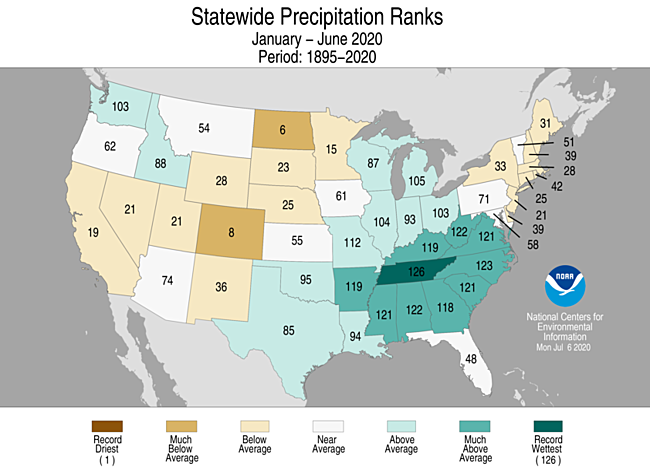 Statewide Precipitation Ranks
January – June 2020
Period: 1895–2020
103
54
6
15
31
62
88
28
23
87
105
33
51
39
28
42
25
21
39
58
19
21
21
8
25
61
104
93
103
71
55
112
119
122
121
74
36
95
119
126
123
121
85
94
121
122
118
48
NOAA
National Centers for
Environmental
Information
Mon Jul 6 2020
Record
Driest
( 1 )
Much
Below
Average
Below
Average
Near
Average
Above
Average
Much
Above
Average
Record
Wettest
( 126 )